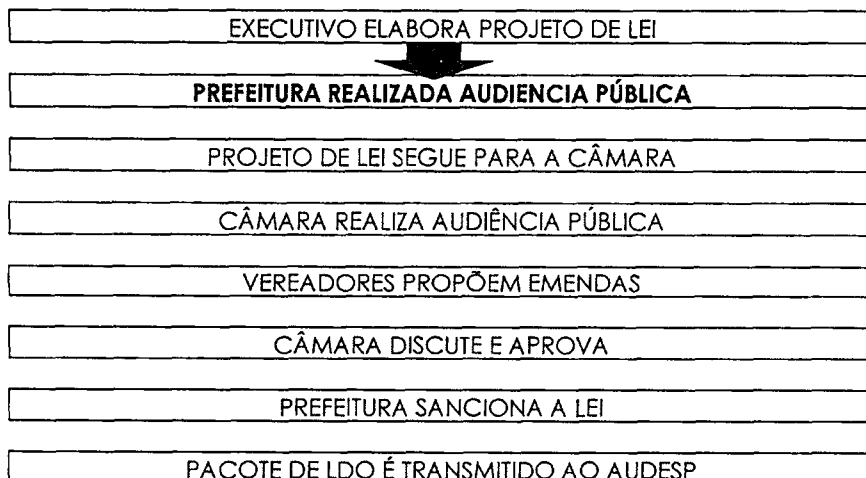 EXECUTIVO ELABORA PROJETO DE LEI
PREFEITURA REALIZADA AUDIENCIA PÚBLICA
PROJETO DE LEI SEGUE PARA A CÂMARA
CÂMARA REALIZA AUDIÊNCIA PÚBLICA
VEREADORES PROPÕEM EMENDAS
CÂMARA DISCUTE E APROVA
PREFEITURA SANCIONA A LEI
PACOTE DE LDO É TRANSMITIDO AO AUDESP